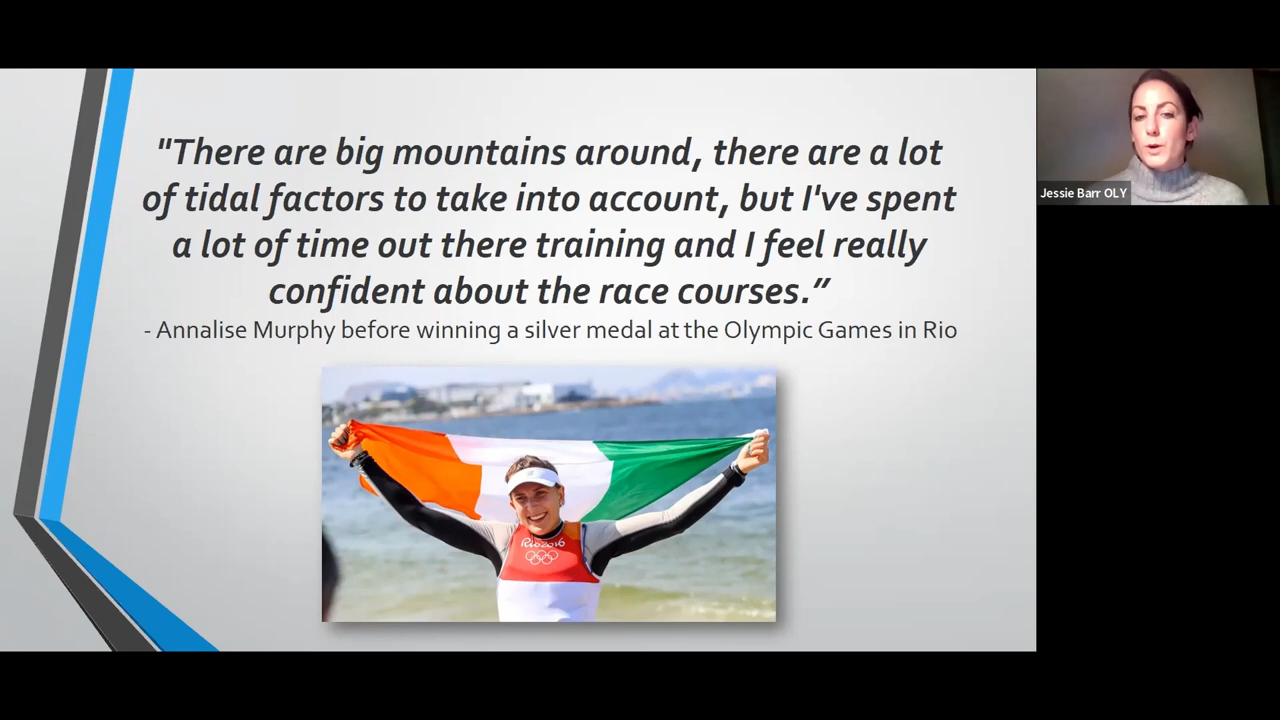 "There are big mountains around, there are a lot
of tidal factors to take into account, but I've spent
a lot of time out there training and I feel really
confident about the race courses.”
- Annalise Murphy before winning a silver medal at the Olympic Games in Rio
Rio2016
Jessie Barr OLY